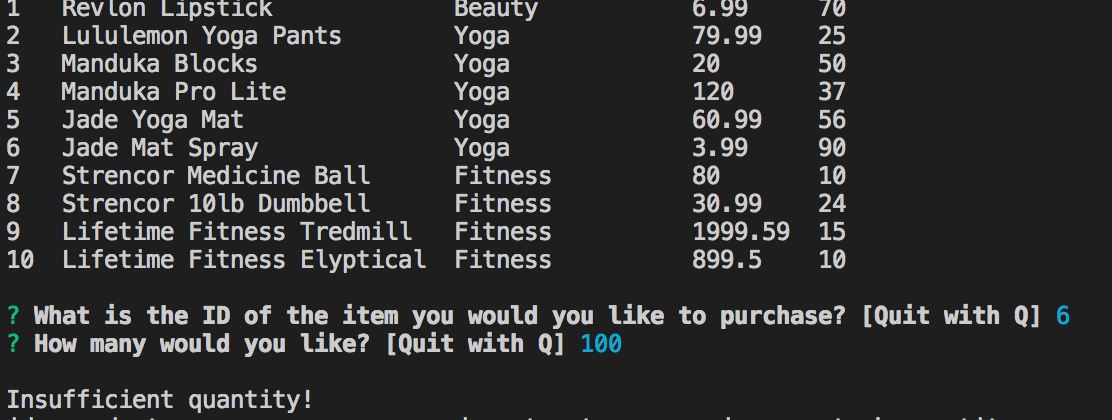 1 Revlon Lipstick Beauty 6.99 70
2 Lululemon Yoga Pants Yoga 79.99 25
3 Manduka Blocks Yoga 20 50
4 Manduka Pro Lite Yoga 120 37
5 Jade Yoga Mat Yoga 60.99 56
6 Jade Mat Spray Yoga 3.99 90
7 Strencor Medicine Ball Fitness 80 10
8 Strencor 10lb Dumbbell Fitness 30.99 24
9 Lifetime Fitness Tredmill Fitness 1999.59 15
10 Lifetime Fitness Elyptical Fitness 899.5 10
? What is the ID of the item you would you like to purchase? [Quit with Q] 6
? How many would you like? [Quit with Q] 100
Insufficient quantity!